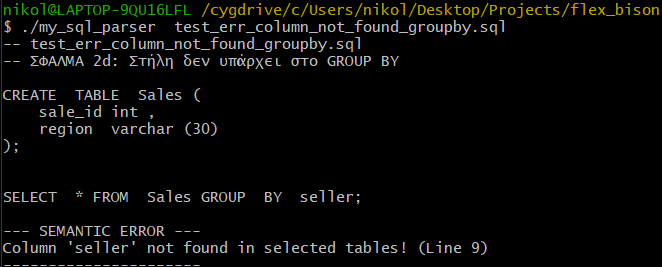 nikol@LAPTOP-9QU16LFL /cygdrive/c/Users/nikol/Desktop/Projects/flex_bison
$ ./my_sql_parser  test_err_column_not_found_groupby.sql
-- test_err_column_not_found_groupby.sql
-- ΣΦΑΛΜΑ 2d: Στήλη δεν υπάρχει στο GROUP BY
CREATE  TABLE  Sales (
    sale_id int ,
    region  varchar (30)
);
SELECT  * FROM  Sales GROUP  BY  seller;
--- SEMANTIC ERROR ---
Column 'seller' not found in selected tables! (Line 9)
----------------------